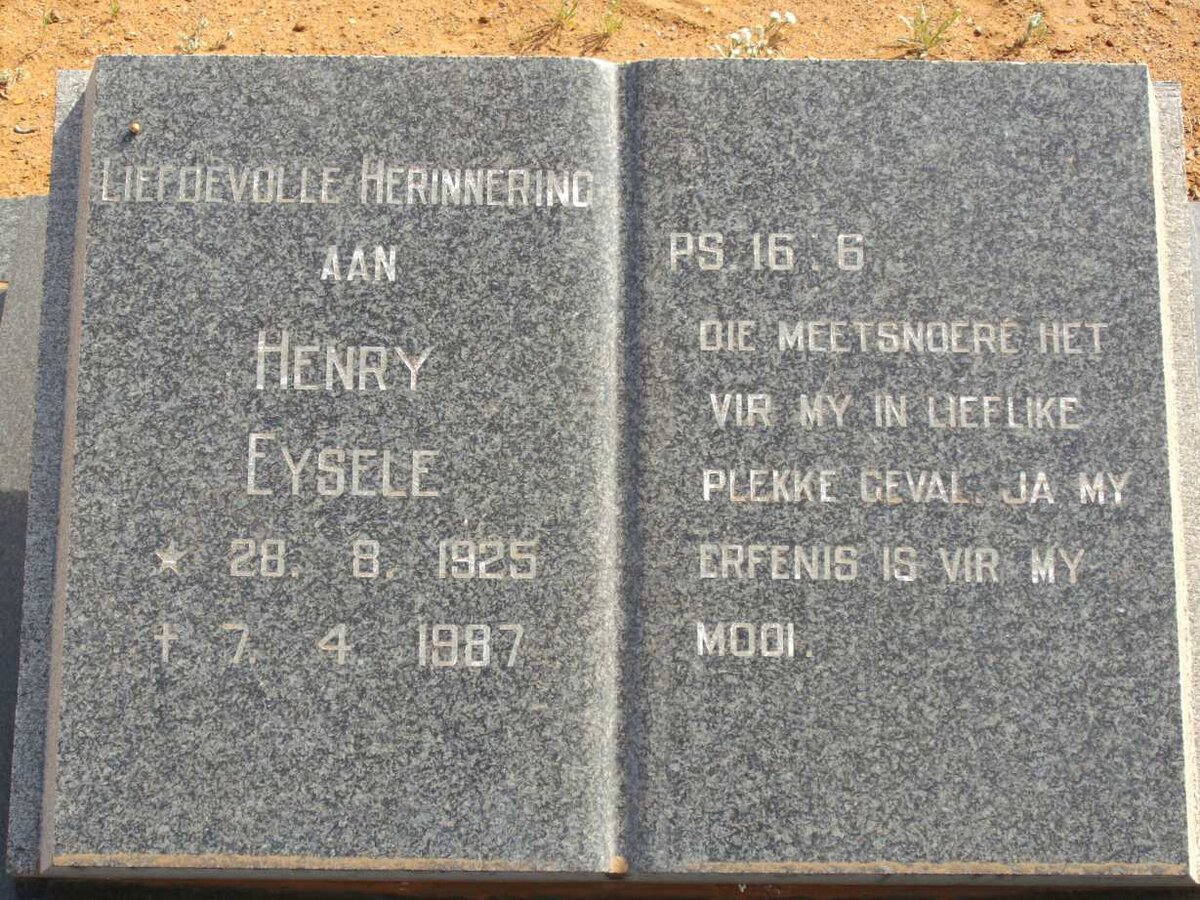 LIEFDEVOLLE HERINNERING
AAN
HENRY
EYSELE
★ 28. 8. 1925
† 7. 4. 1987
PS. 16 : 6
DIE MEETSNOERE HET
VIR MY IN LIEFLIKE
PLEKKE GEVAL. JA MY
ERFENIS IS VIR MY
MOOI.